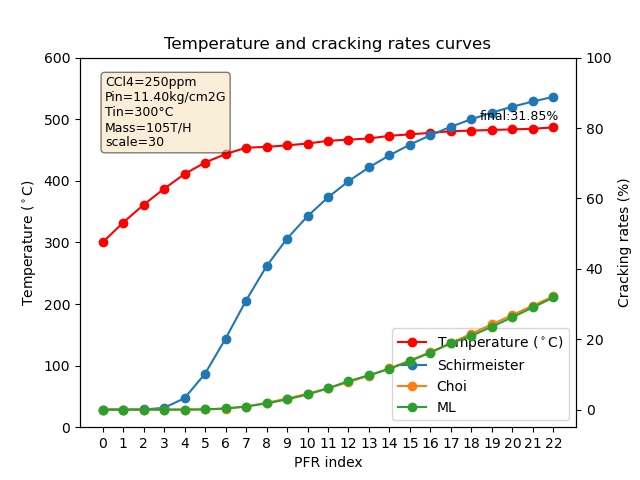 Temperature and cracking rates curves
CCl4=250ppm
Pin=11.40kg/cm2G
Tin=300°C
Mass=105T/H
scale=30
final:31.85%
600
500
400
300
200
100
0
Temperature (°C)
100
80
60
40
20
0
Cracking rates (%)
Temperature (°C)
Schirmeister
Choi
ML
0 1 2 3 4 5 6 7 8 9 10 11 12 13 14 15 16 17 18 19 20 21 22
PFR index